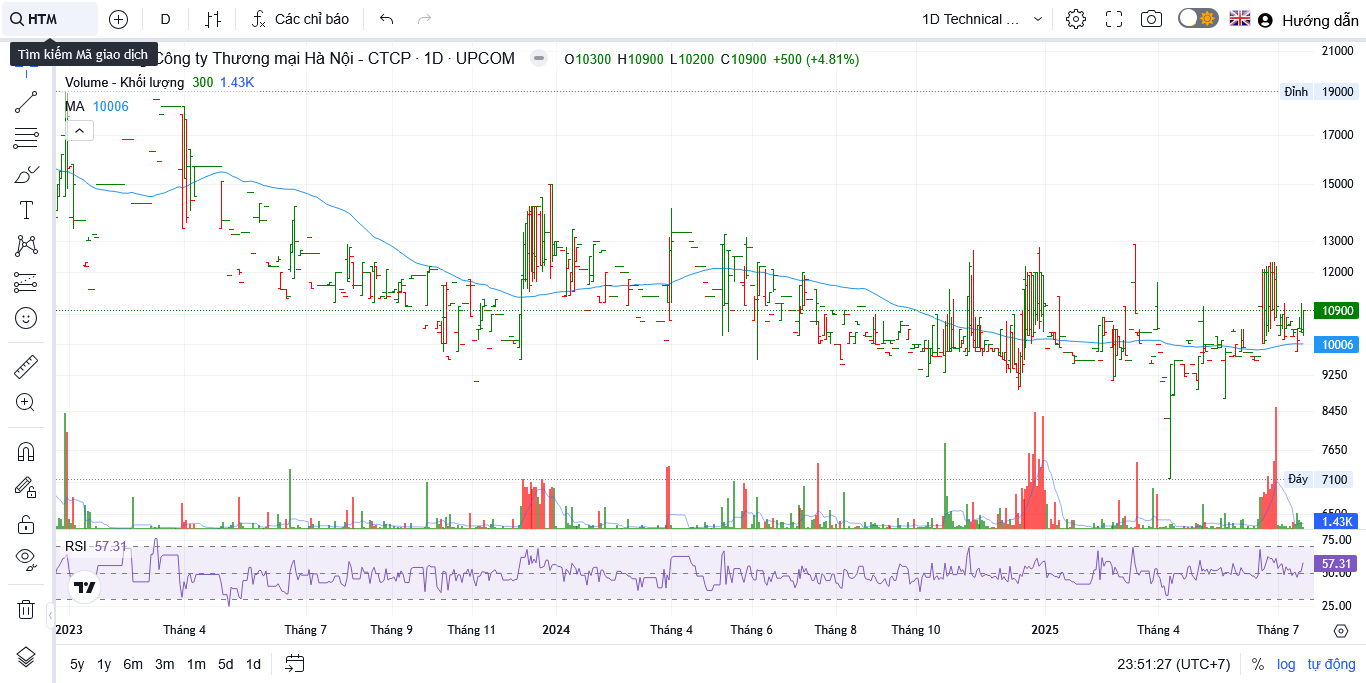 HTM
D
Các chỉ báo
1D Technical ...
Hướng dẫn
Tìm kiếm Mã giao dịch
Công ty Thương mại Hà Nội - CTCP · 1D · UPCOM
O10300 H10900 L10200 C10900 +500 (+4.81%)
Volume - Khối lượng 300 1.43K
MA 10006
21000
Đỉnh 19000
17000
15000
13000
12000
10900
10006
9250
8450
7650
Đáy 7100
6500
1.43K
RSI 57.31
75.00
57.31
50.00
25.00
2023 Tháng 4 Tháng 7 Tháng 9 Tháng 11 2024 Tháng 4 Tháng 6 Tháng 8 Tháng 10 2025 Tháng 4 Tháng 7
5y 1y 6m 3m 1m 5d 1d
23:51:27 (UTC+7) % log tự động